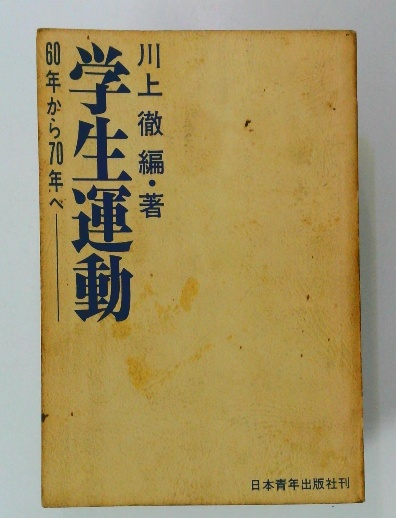 川上徹編・著
学生運動
60年から70年へ――
日本青年出版社刊